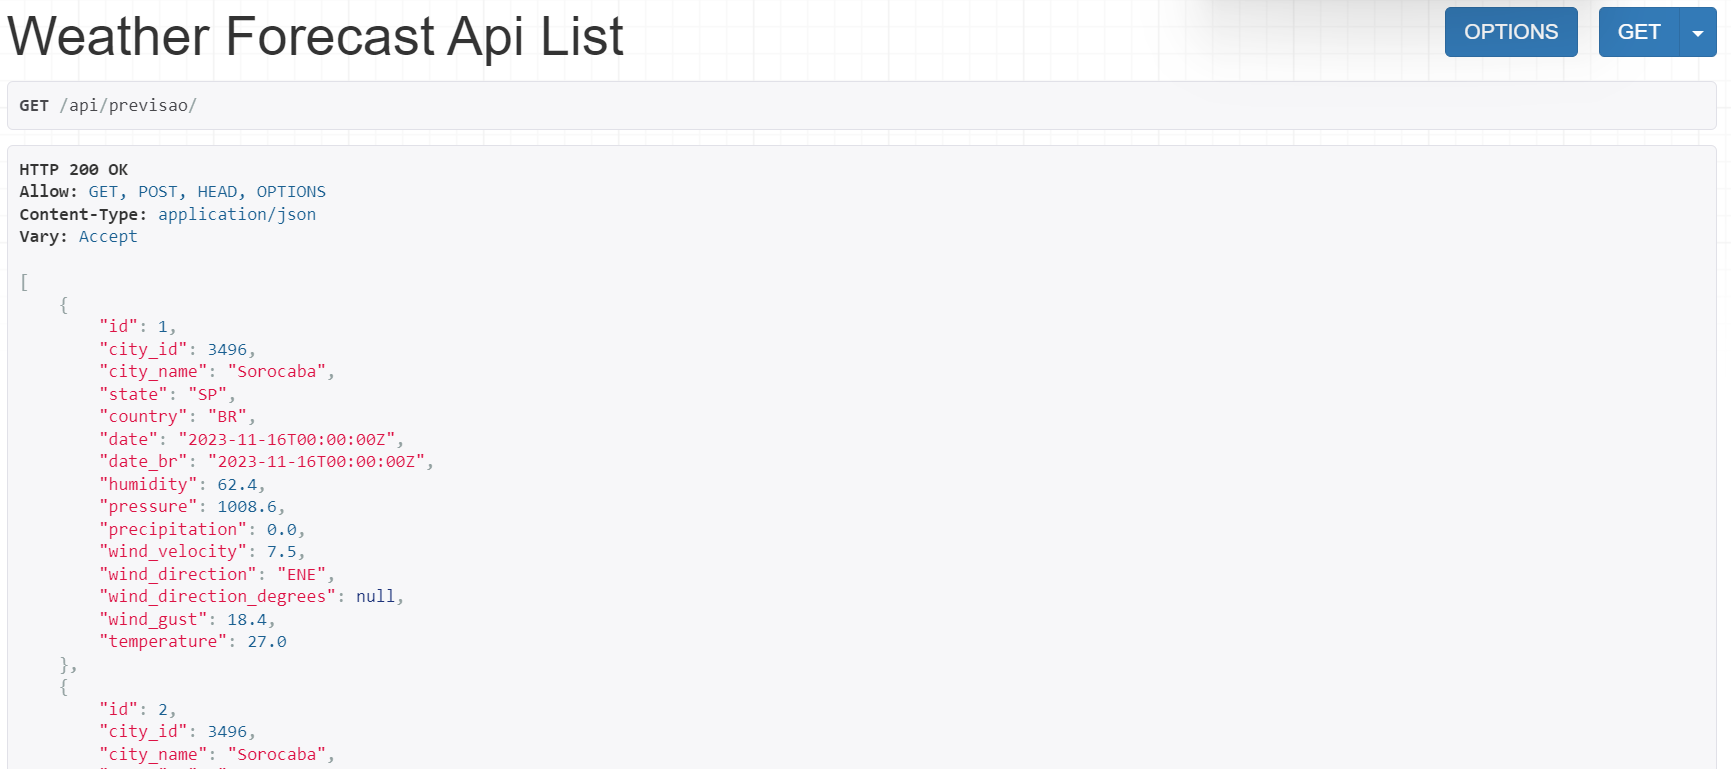 Weather Forecast Api List
OPTIONS
GET
GET /api/previsao/
HTTP 200 OK
Allow: GET, POST, HEAD, OPTIONS
Content-Type: application/json
Vary: Accept
[
{
"id": 1,
"city_id": 3496,
"city_name": "Sorocaba",
"state": "SP",
"country": "BR",
"date": "2023-11-16T00:00:00Z",
"date_br": "2023-11-16T00:00:00Z",
"humidity": 62.4,
"pressure": 1008.6,
"precipitation": 0.0,
"wind_velocity": 7.5,
"wind_direction": "ENE",
"wind_direction_degrees": null,
"wind_gust": 18.4,
"temperature": 27.0
},
{
"id": 2,
"city_id": 3496,
"city_name": "Sorocaba",